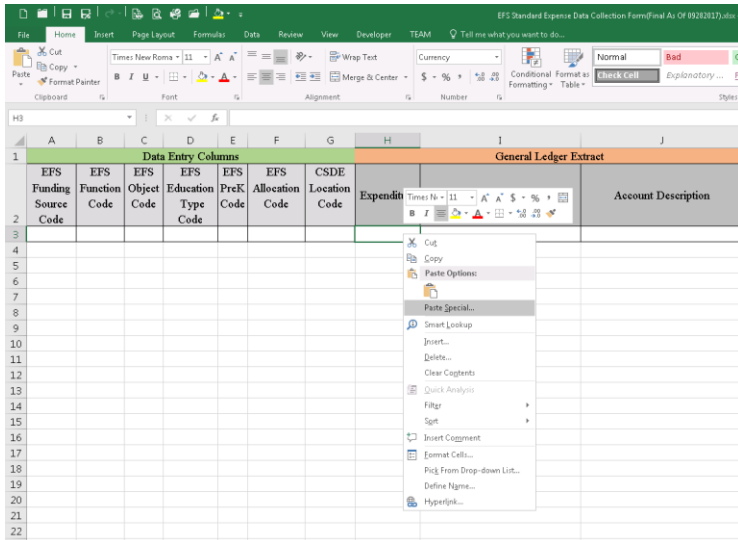 EFS Standard Expense Data Collection Form(Final As Of 09282017).xlsx
File Home Insert Page Layout Formulas Data Review View Developer TEAM Tell me what you want to do...
Cut
Copy
Format Painter
Paste
Clipboard
Times New Roma 11 A A
B I U A
Font
Wrap Text
Merge & Center
Alignment
Currency
$ % ,
Number
Conditional Formatting
Format as Table
Normal Bad
Check Cell Explanatory ...
Styles
H3 fx
A B C D E F G H I J
1 Data Entry Columns General Ledger Extract
2
EFS Funding Source Code
EFS Function Code
EFS Object Code
EFS Education Type Code
EFS PreK Code
EFS Allocation Code
CSDE Location Code
Account Description
Times N 11 A A $ % ,
B I A
Cut
Copy
Paste Options:
Paste Special...
Smart Lookup
Insert...
Delete...
Clear Contents
Quick Analysis
Filter
Sort
Insert Comment
Format Cells...
Pick From Drop-down List...
Define Name...
Hyperlink...
3
4
5
6
7
8
9
10
11
12
13
14
15
16
17
18
19
20
21
22